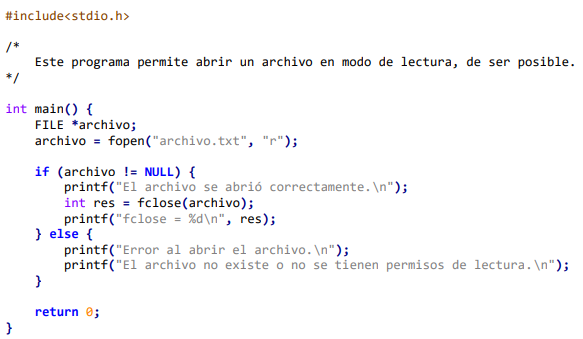 #include<stdio.h>
/*
    Este programa permite abrir un archivo en modo de lectura, de ser posible.
*/
int main() {
    FILE *archivo;
    archivo = fopen("archivo.txt", "r");
    if (archivo != NULL) {
        printf("El archivo se abrió correctamente.\n");
        int res = fclose(archivo);
        printf("fclose = %d\n", res);
    } else {
        printf("Error al abrir el archivo.\n");
        printf("El archivo no existe o no se tienen permisos de lectura.\n");
    }
    return 0;
}